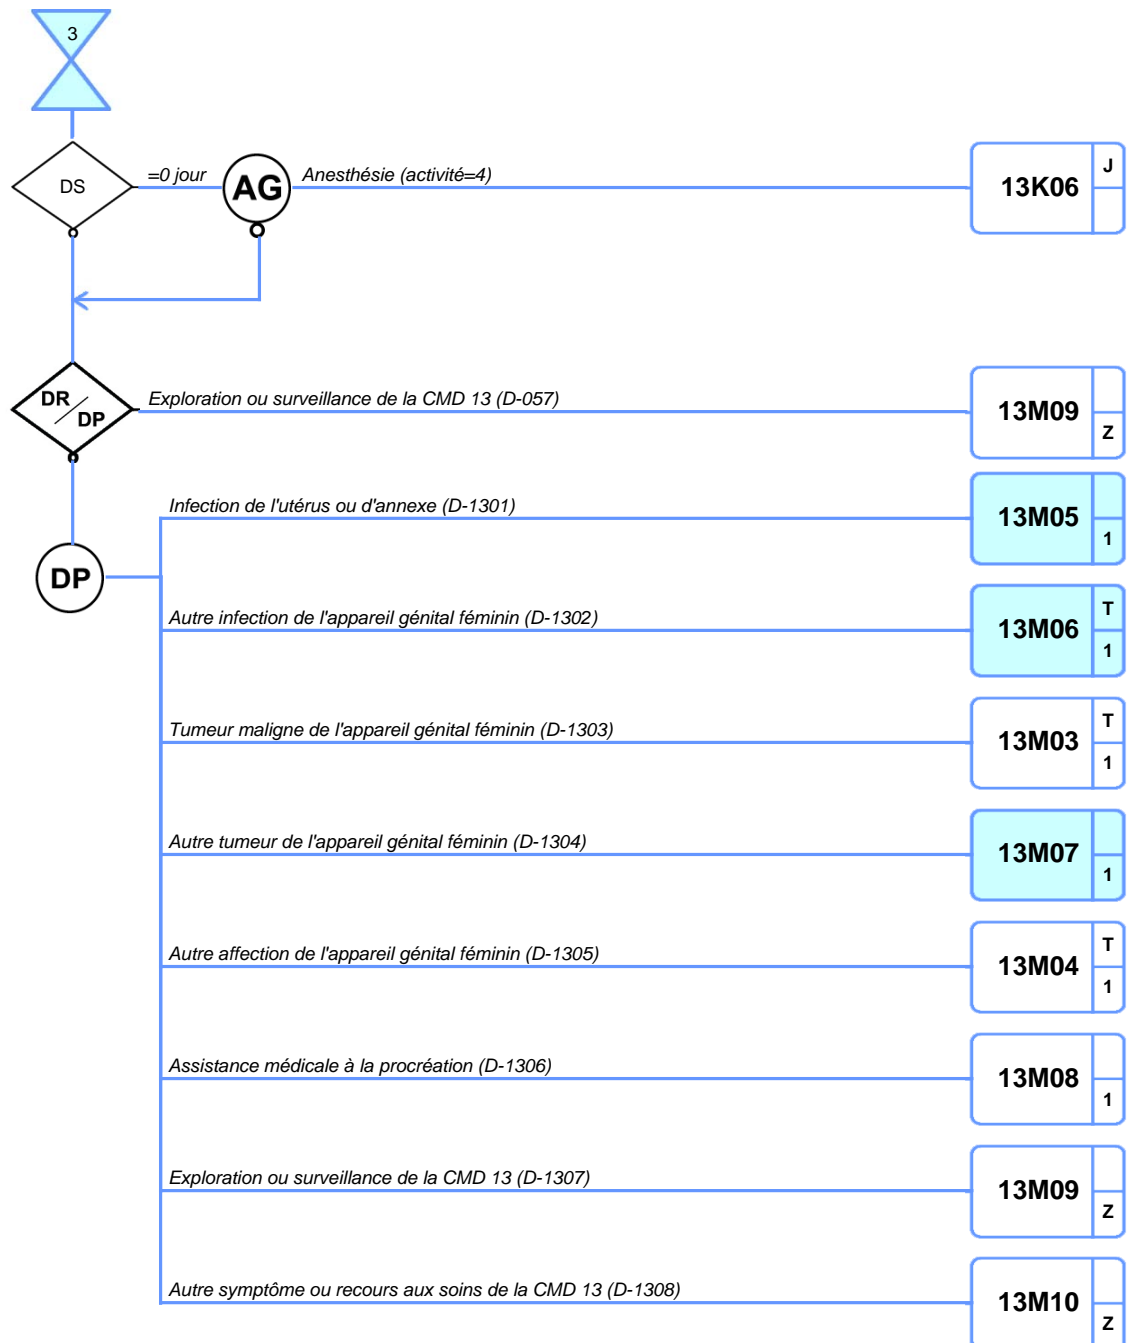 3
DS
=0 jour
AG
Anesthésie (activité=4)
13K06
J
DR
DP
Exploration ou surveillance de la CMD 13 (D-057)
13M09
Z
DP
Infection de l'utérus ou d'annexe (D-1301)
13M05
1
Autre infection de l'appareil génital féminin (D-1302)
13M06
T
1
Tumeur maligne de l'appareil génital féminin (D-1303)
13M03
T
1
Autre tumeur de l'appareil génital féminin (D-1304)
13M07
1
Autre affection de l'appareil génital féminin (D-1305)
13M04
T
1
Assistance médicale à la procréation (D-1306)
13M08
1
Exploration ou surveillance de la CMD 13 (D-1307)
13M09
Z
Autre symptôme ou recours aux soins de la CMD 13 (D-1308)
13M10
Z